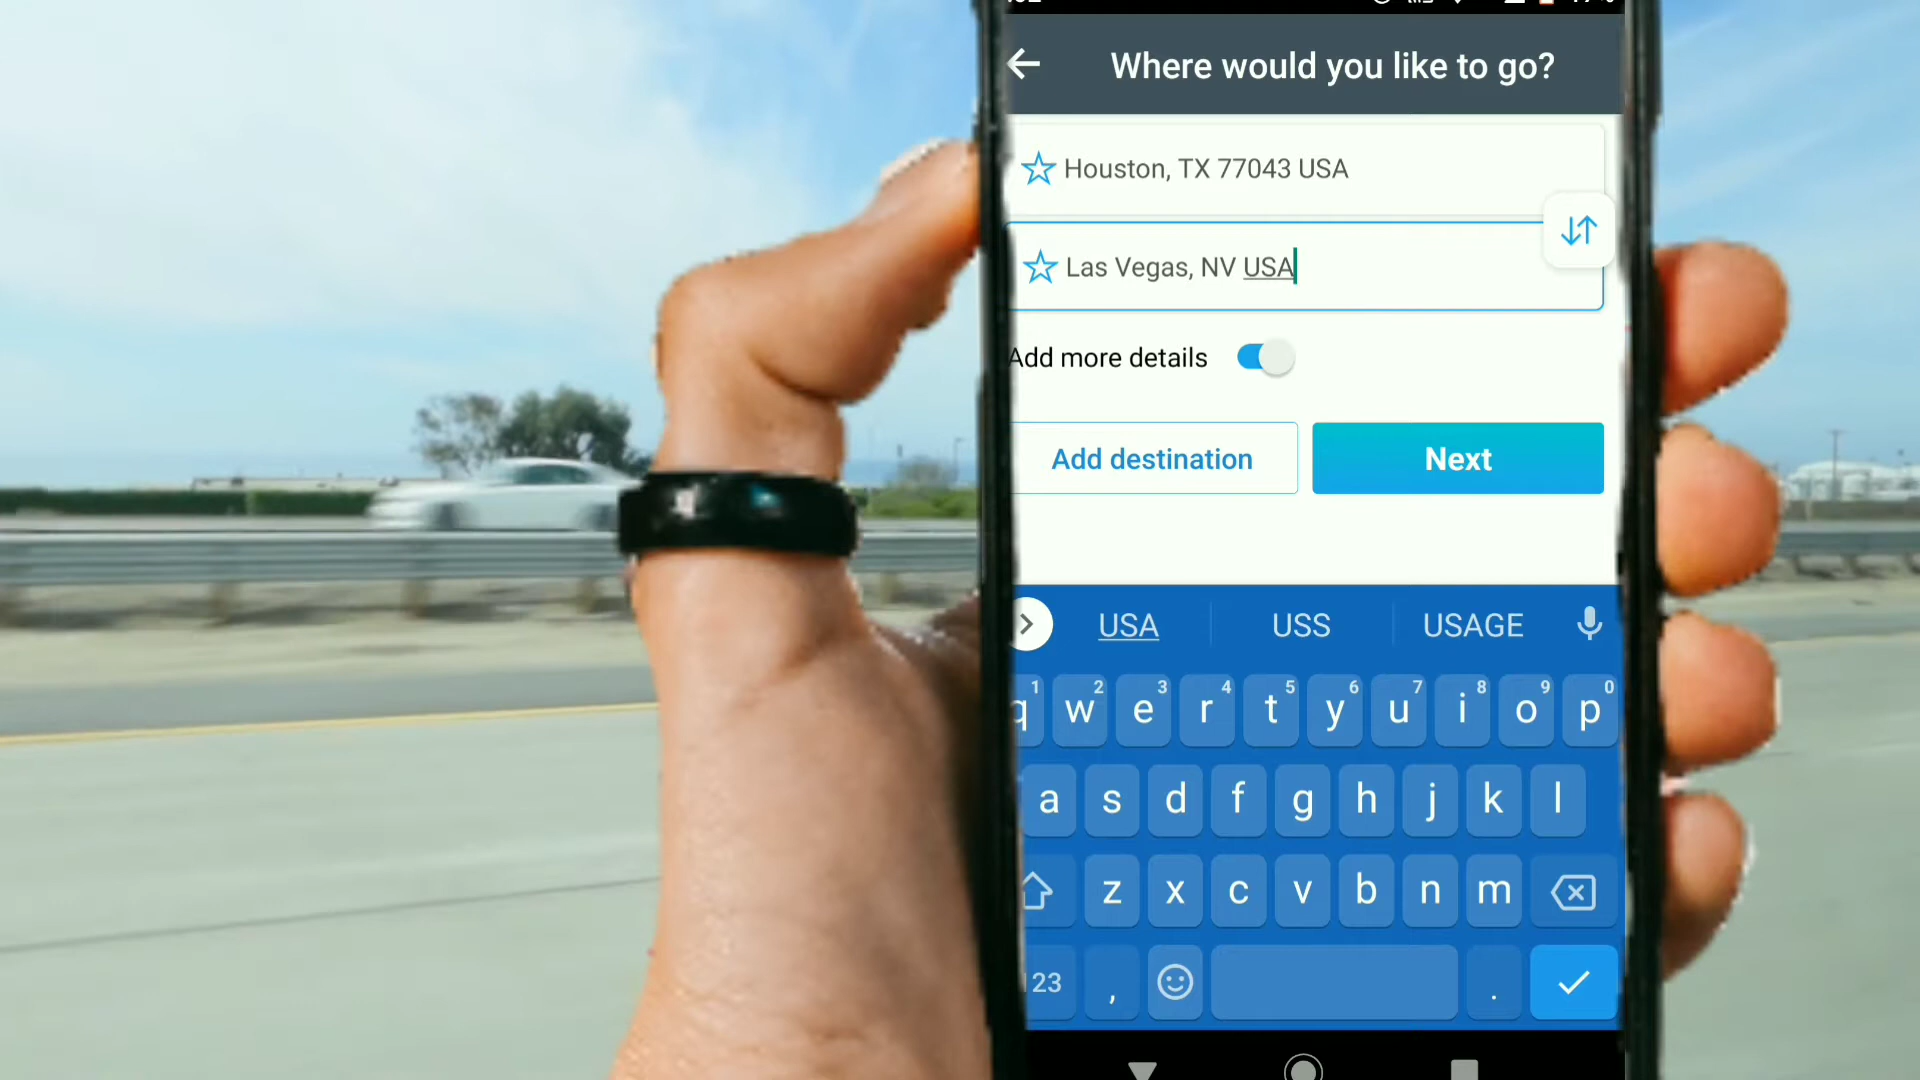 Where would you like to go?
Houston, TX 77043 USA
Las Vegas, NV USA
Add more details
Add destination
Next
USA USS USAGE
1 2 3 4 5 6 7 8 9 0
q w e r t y u i o p
a s d f g h j k l
z x c v b n m
123 , .